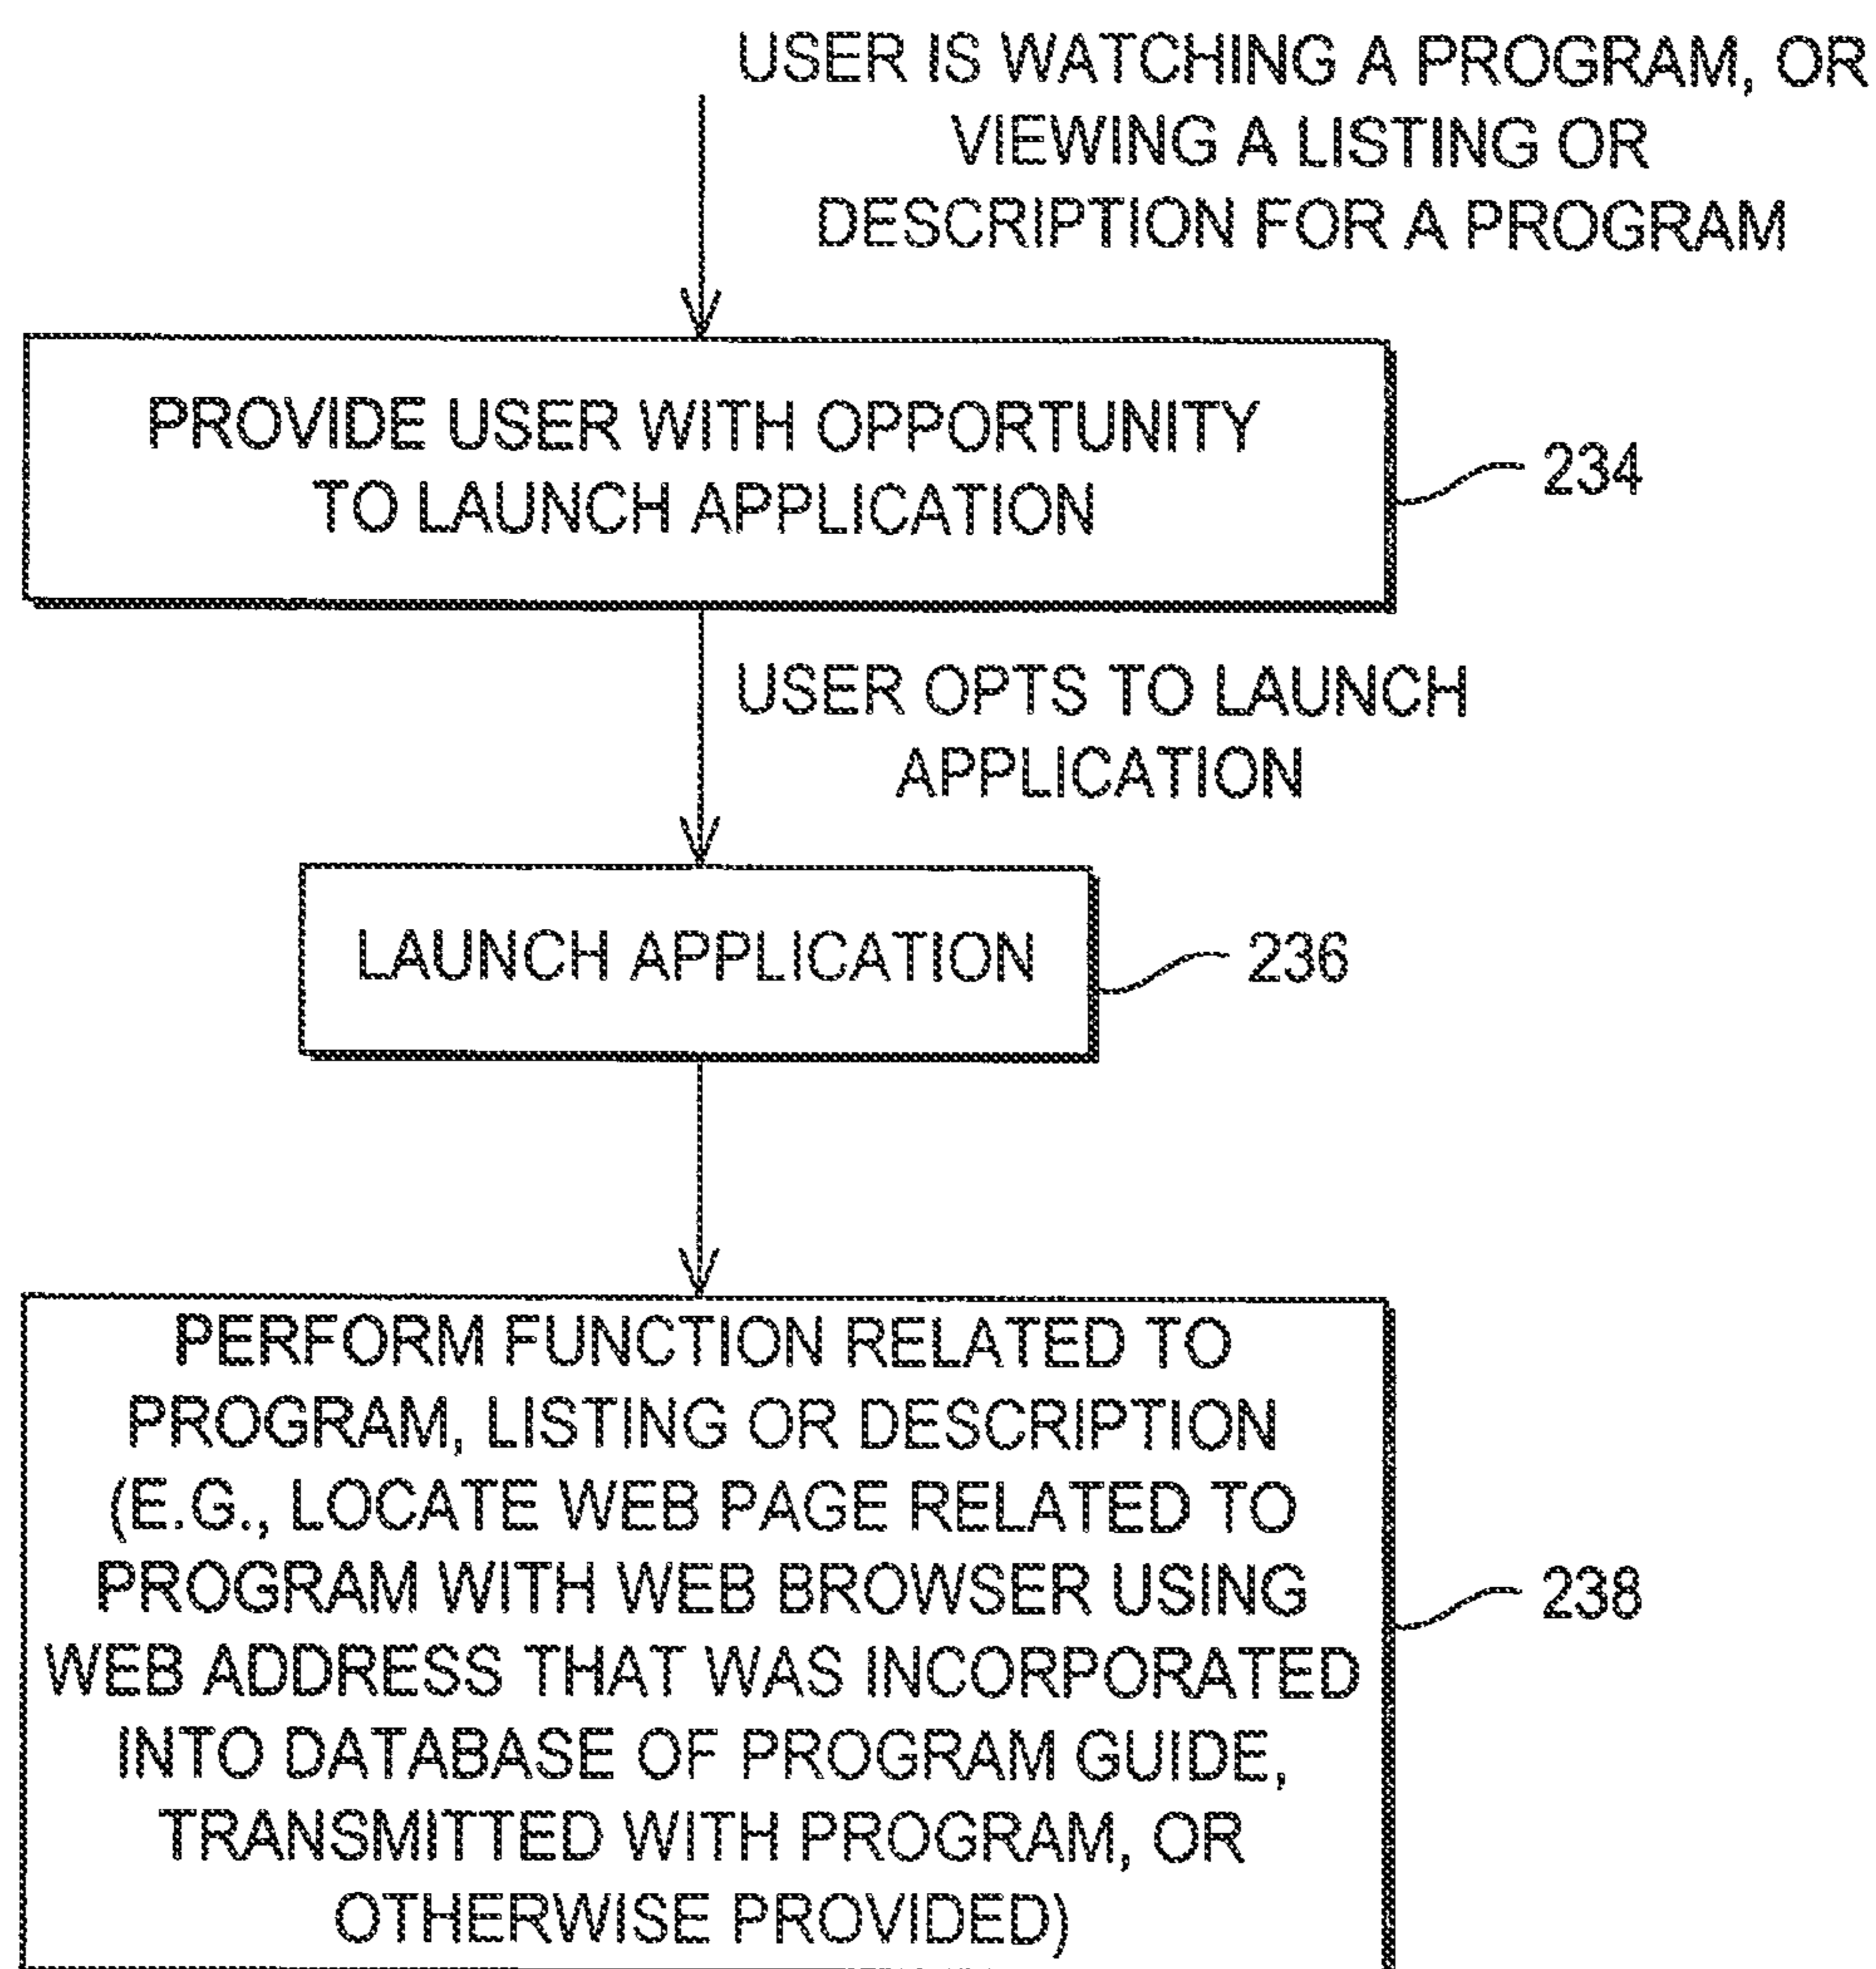 USER IS WATCHING A PROGRAM, OR
VIEWING A LISTING OR
DESCRIPTION FOR A PROGRAM
PROVIDE USER WITH OPPORTUNITY
TO LAUNCH APPLICATION
234
USER OPTS TO LAUNCH
APPLICATION
LAUNCH APPLICATION
236
PERFORM FUNCTION RELATED TO
PROGRAM, LISTING OR DESCRIPTION
(E.G., LOCATE WEB PAGE RELATED TO
PROGRAM WITH WEB BROWSER USING
WEB ADDRESS THAT WAS INCORPORATED
INTO DATABASE OF PROGRAM GUIDE,
TRANSMITTED WITH PROGRAM, OR
OTHERWISE PROVIDED)
238